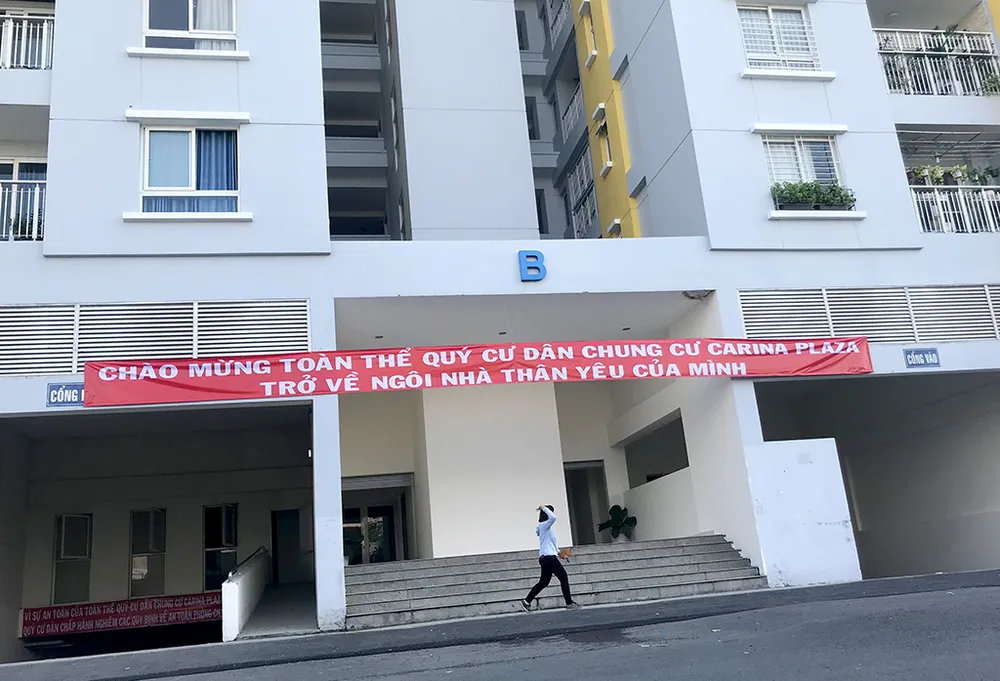 B
CHÀO MỪNG TOÀN THỂ QUÝ CƯ DÂN CHUNG CƯ CARINA PLAZA
TRỞ VỀ NGÔI NHÀ THÂN YÊU CỦA MÌNH
CỔNG
CỔNG VÀO
VÌ SỰ AN TOÀN CỦA TOÀN THỂ QUÝ CƯ DÂN CHUNG CƯ CARINA PLAZA
QUÝ CƯ DÂN CHẤP HÀNH NGHIÊM CÁC QUY ĐỊNH VỀ AN TOÀN PHÒNG